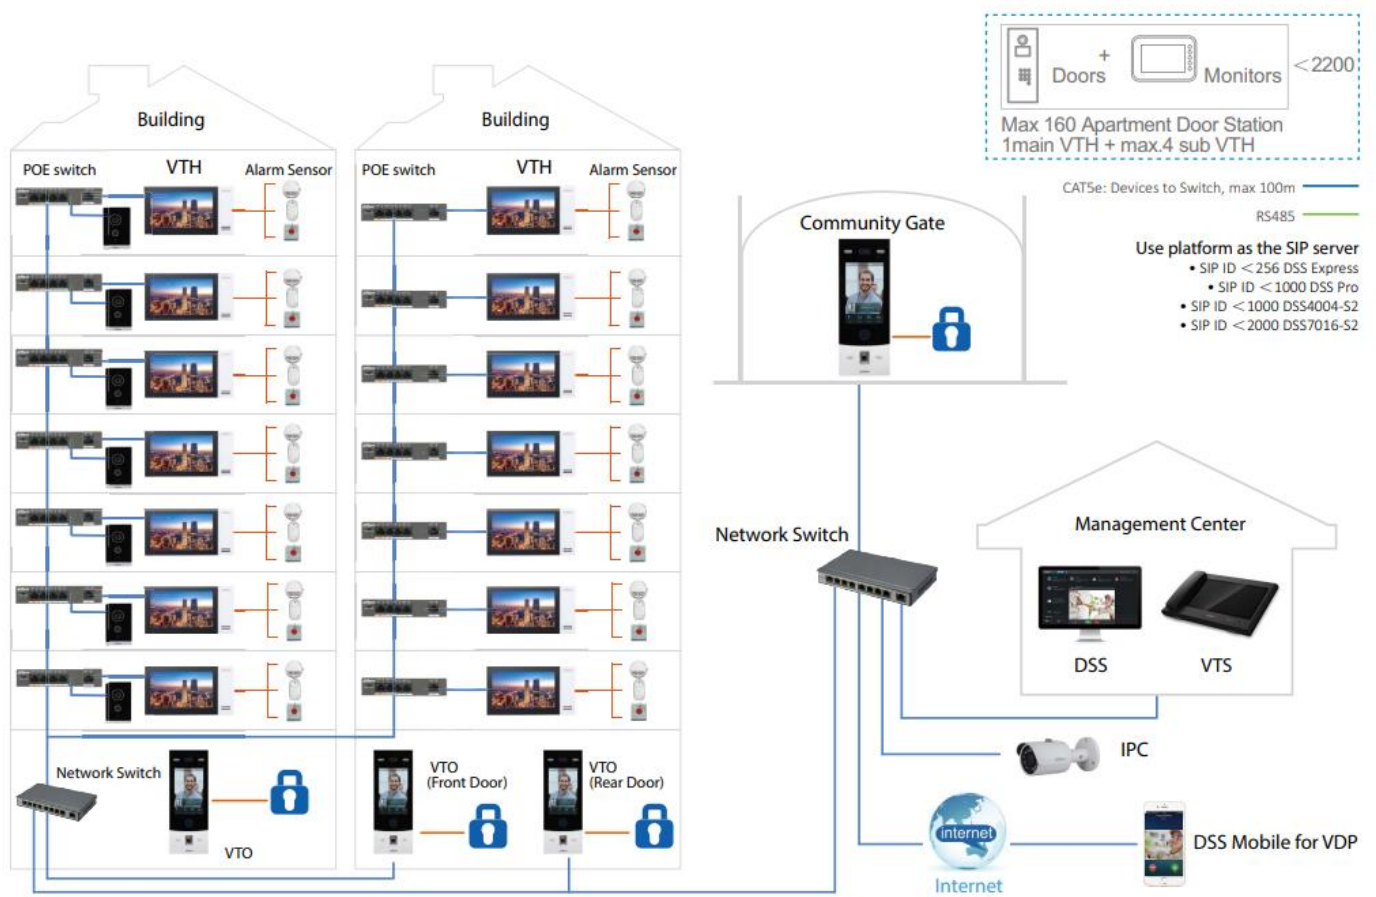 Doors
+
Monitors
<2200
Max 160 Apartment Door Station
1main VTH + max.4 sub VTH
Building
Building
POE switch
VTH
Alarm Sensor
POE switch
VTH
Alarm Sensor
CAT5e: Devices to Switch, max 100m
RS485
Use platform as the SIP server
• SIP ID <256 DSS Express
• SIP ID <1000 DSS Pro
• SIP ID <1000 DSS4004-S2
• SIP ID <2000 DSS7016-S2
Community Gate
Network Switch
Management Center
DSS
VTS
IPC
Network Switch
VTO
VTO
(Front Door)
VTO
(Rear Door)
internet
Internet
DSS Mobile for VDP